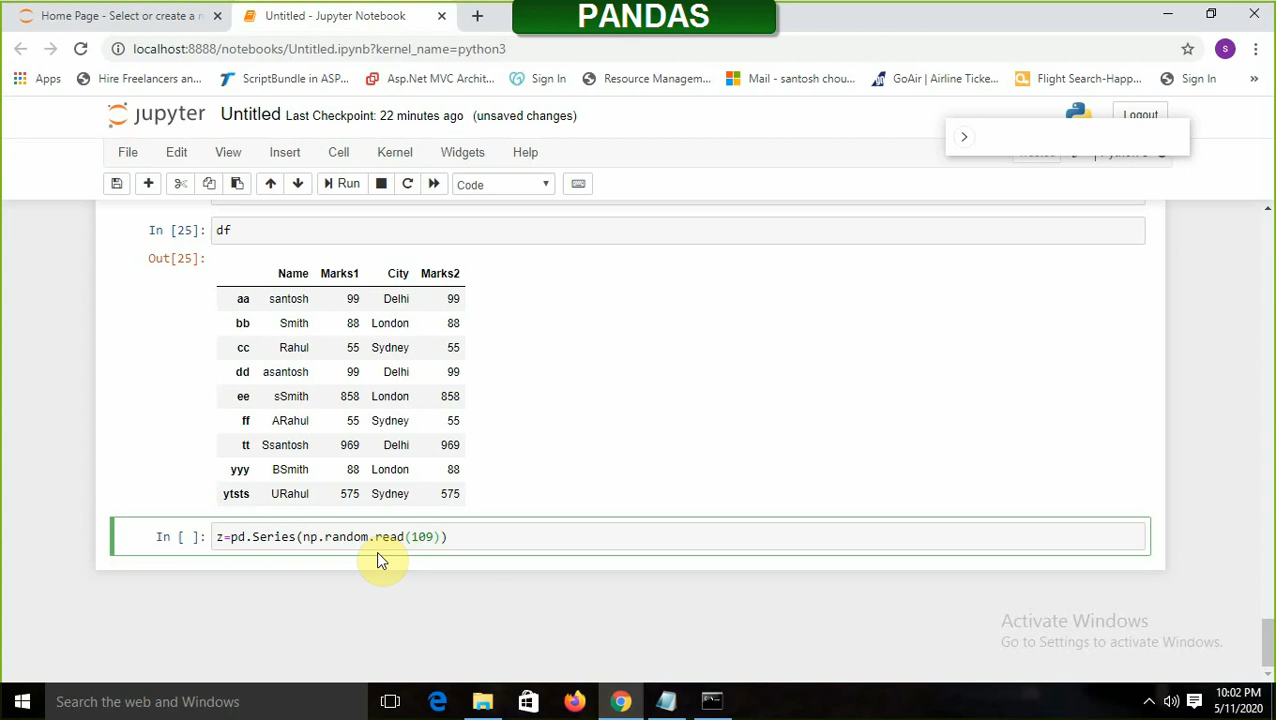 PANDAS
Home Page - Select or create a n
Untitled - Jupyter Notebook
localhost:8888/notebooks/Untitled.ipynb?kernel_name=python3
s
Apps
Hire Freelancers an...
ScriptBundle in ASP...
Asp.Net MVC Archit...
Sign In
Resource Managem...
Mail - santosh chou...
GoAir | Airline Ticke...
Flight Search-Happ...
Sign In
»
jupyter Untitled Last Checkpoint: 22 minutes ago (unsaved changes)
Logout
File Edit View Insert Cell Kernel Widgets Help
Run
Code
In [25]: df
Out[25]:
Name Marks1 City Marks2
aa santosh 99 Delhi 99
bb Smith 88 London 88
cc Rahul 55 Sydney 55
dd asantosh 99 Delhi 99
ee sSmith 858 London 858
ff ARahul 55 Sydney 55
tt Ssantosh 969 Delhi 969
yyy BSmith 88 London 88
ytsts URahul 575 Sydney 575
In [ ]: z=pd.Series(np.random.read(109))
Activate Windows
Go to Settings to activate Windows.
Search the web and Windows
10:02 PM
5/11/2020